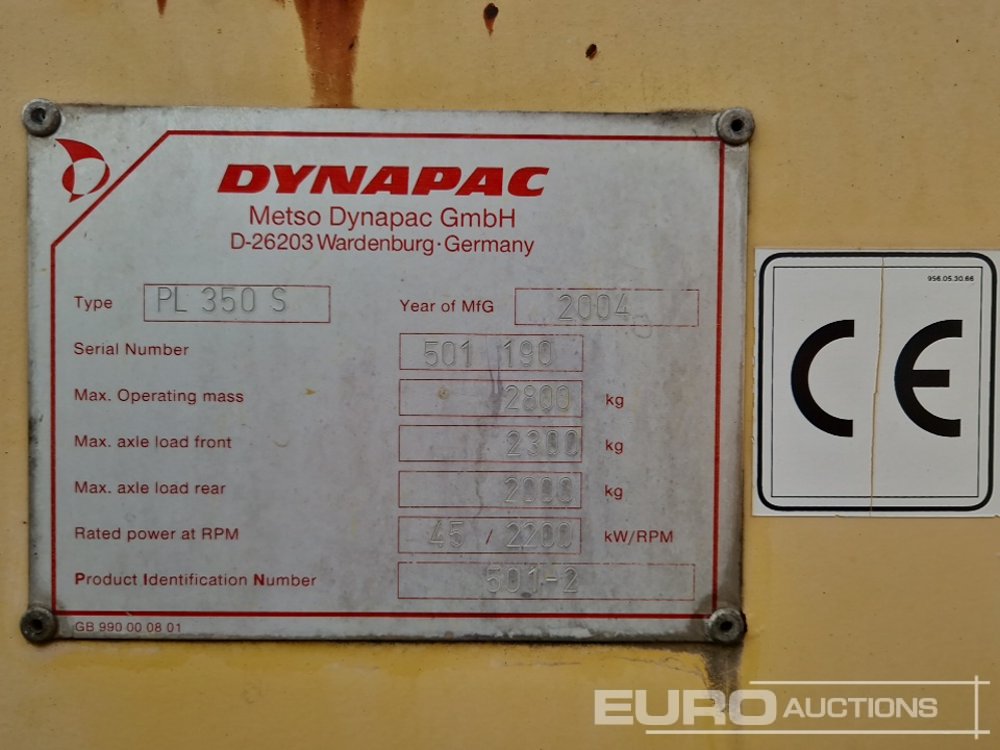 DYNAPAC
Metso Dynapac GmbH
D-26203 Wardenburg·Germany
Type PL 350 S Year of MfG 2004
Serial Number 501 190
Max. Operating mass 2800 kg
Max. axle load front 2300 kg
Max. axle load rear 2000 kg
Rated power at RPM 45 / 2200 kW/RPM
Product Identification Number 501-2
GB 990 00 08 01
956.05.30.66
CE
EURO AUCTIONS